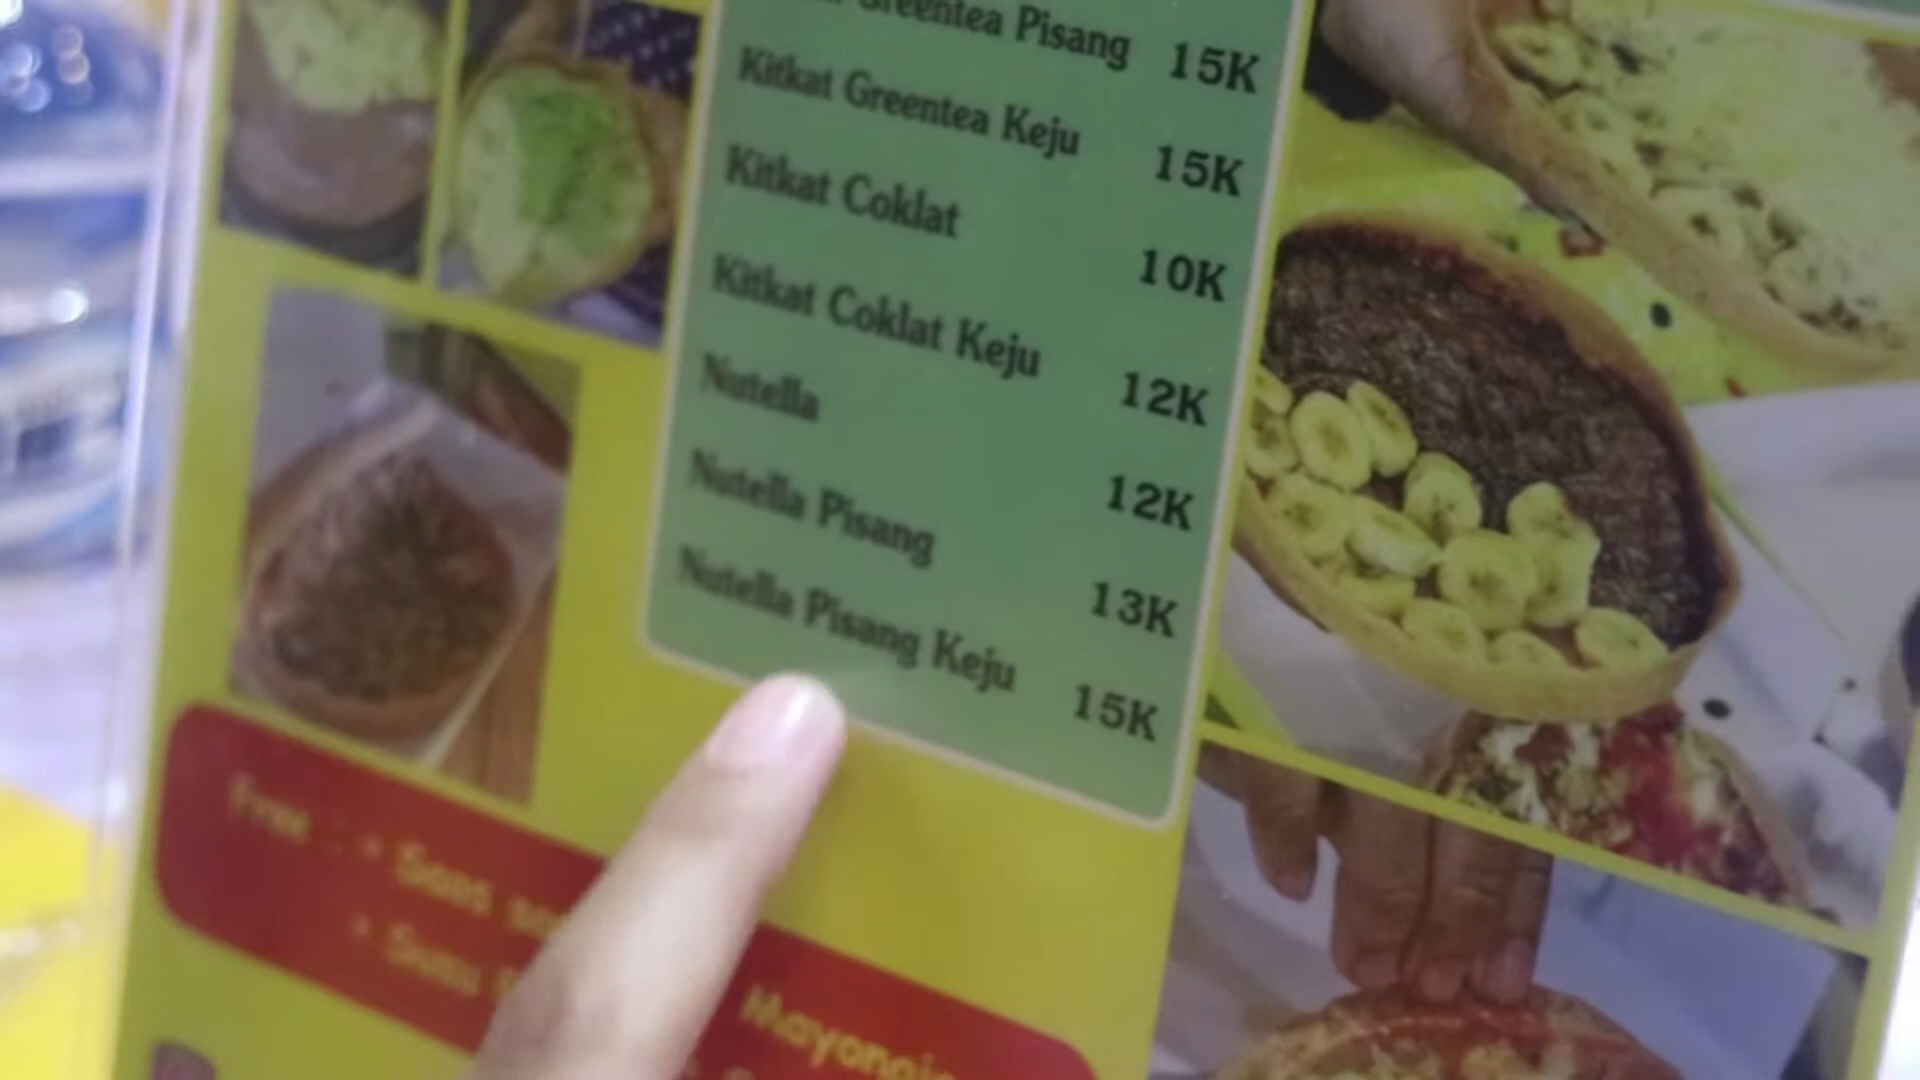 Greentea Pisang 15K
Kitkat Greentea Keju 15K
Kitkat Coklat 10K
Kitkat Coklat Keju 12K
Nutella 12K
Nutella Pisang 13K
Nutella Pisang Keju 15K
Free : • Saos
• Susu
Mayonais